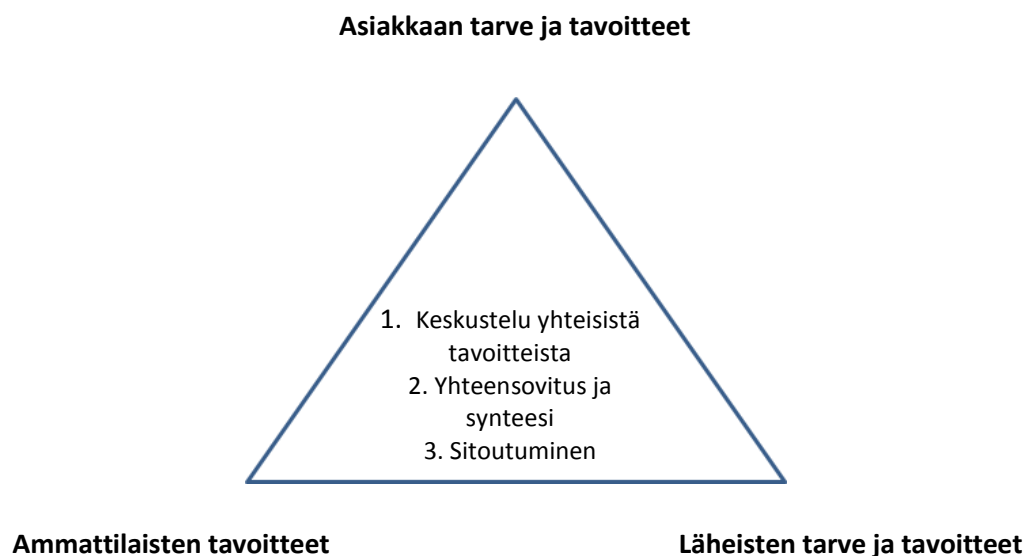 Asiakkaan tarve ja tavoitteet
1. Keskustelu yhteisistä
tavoitteista
2. Yhteensovitus ja
synteesi
3. Sitoutuminen
Ammattilaisten tavoitteet
Läheisten tarve ja tavoitteet